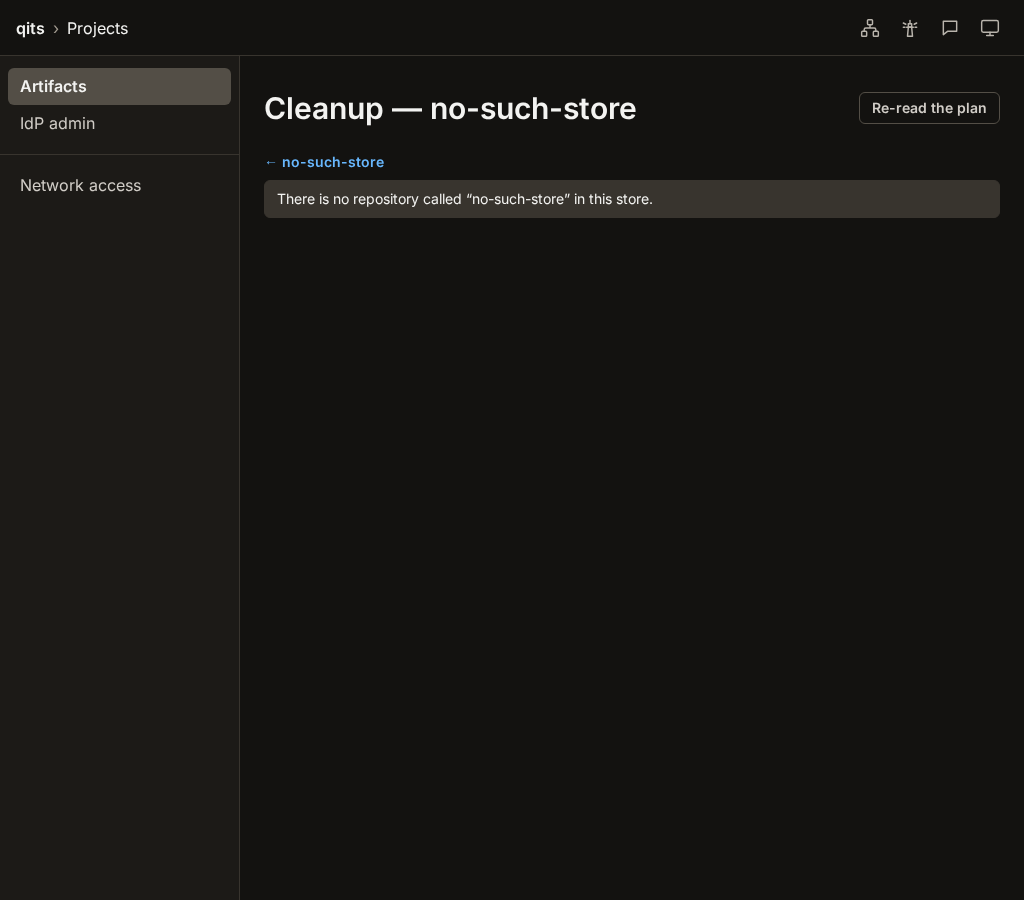 qits › Projects
Artifacts
IdP admin
Network access
Cleanup — no-such-store
Re-read the plan
← no-such-store
There is no repository called “no-such-store” in this store.